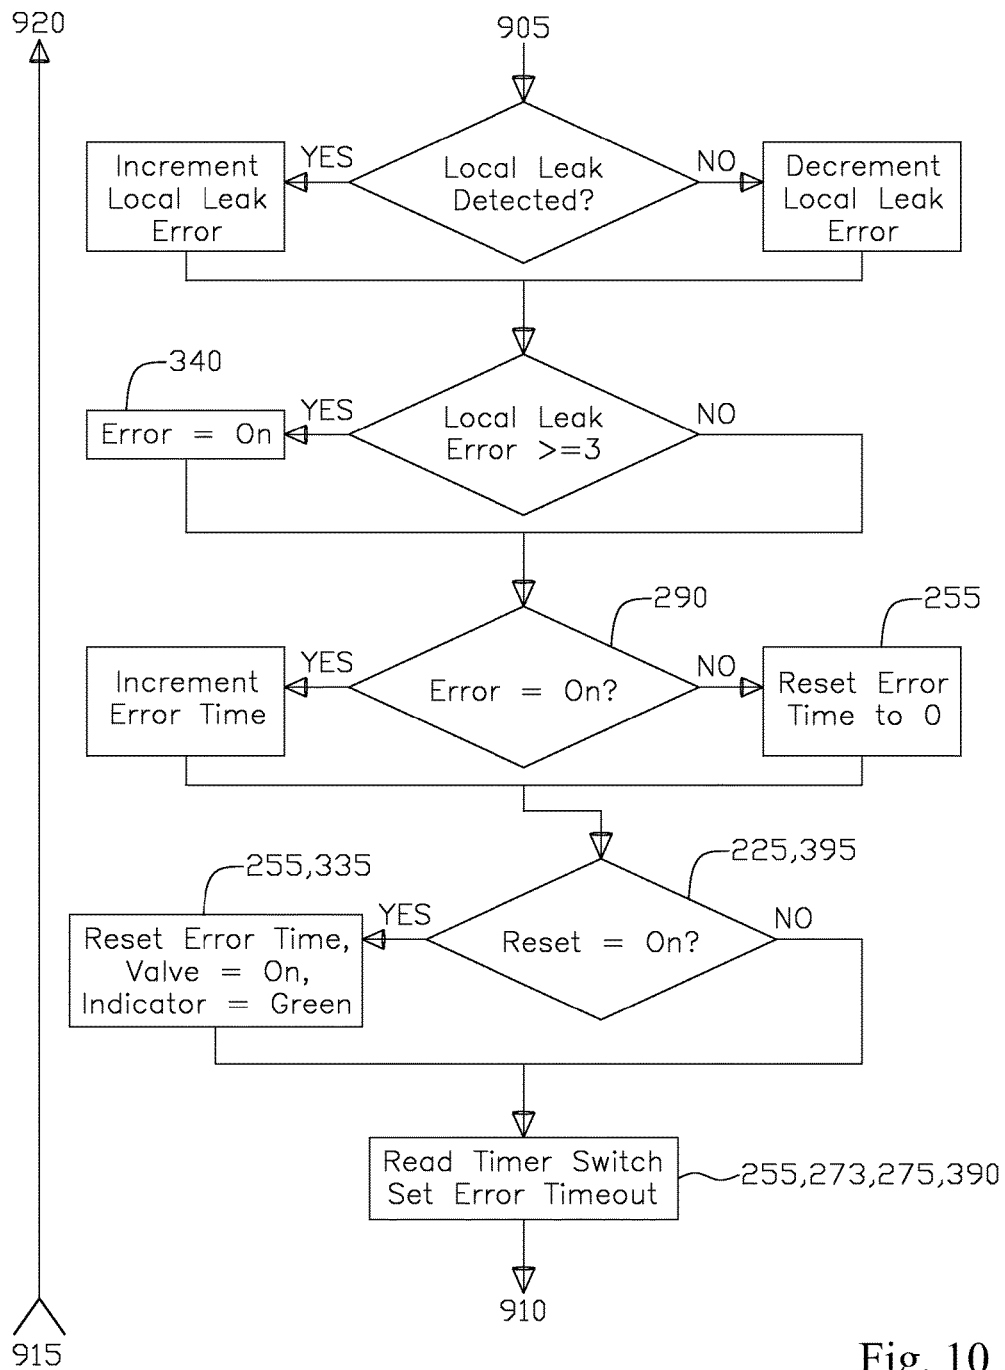 920
905
Local Leak
Detected?
YES
NO
Increment
Local Leak
Error
Decrement
Local Leak
Error
340
Local Leak
Error >=3
YES
NO
Error = On
290
255
Error = On?
YES
NO
Increment
Error Time
Reset Error
Time to 0
225,395
255,335
Reset = On?
YES
NO
Reset Error Time,
Valve = On,
Indicator = Green
Read Timer Switch
Set Error Timeout
255,273,275,390
910
915
Fig. 10